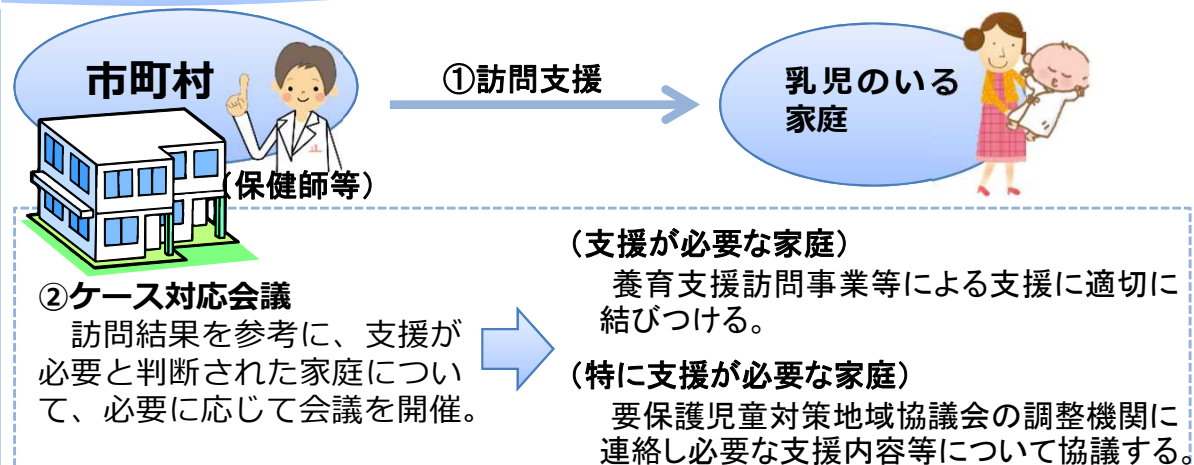 市町村
(保健師等)
①訪問支援
乳児のいる
家庭
②ケース対応会議
訪問結果を参考に、支援が
必要と判断された家庭につい
て、必要に応じて会議を開催。
(支援が必要な家庭)
養育支援訪問事業等による支援に適切に
結びつける。
(特に支援が必要な家庭)
要保護児童対策地域協議会の調整機関に
連絡し必要な支援内容等について協議する。